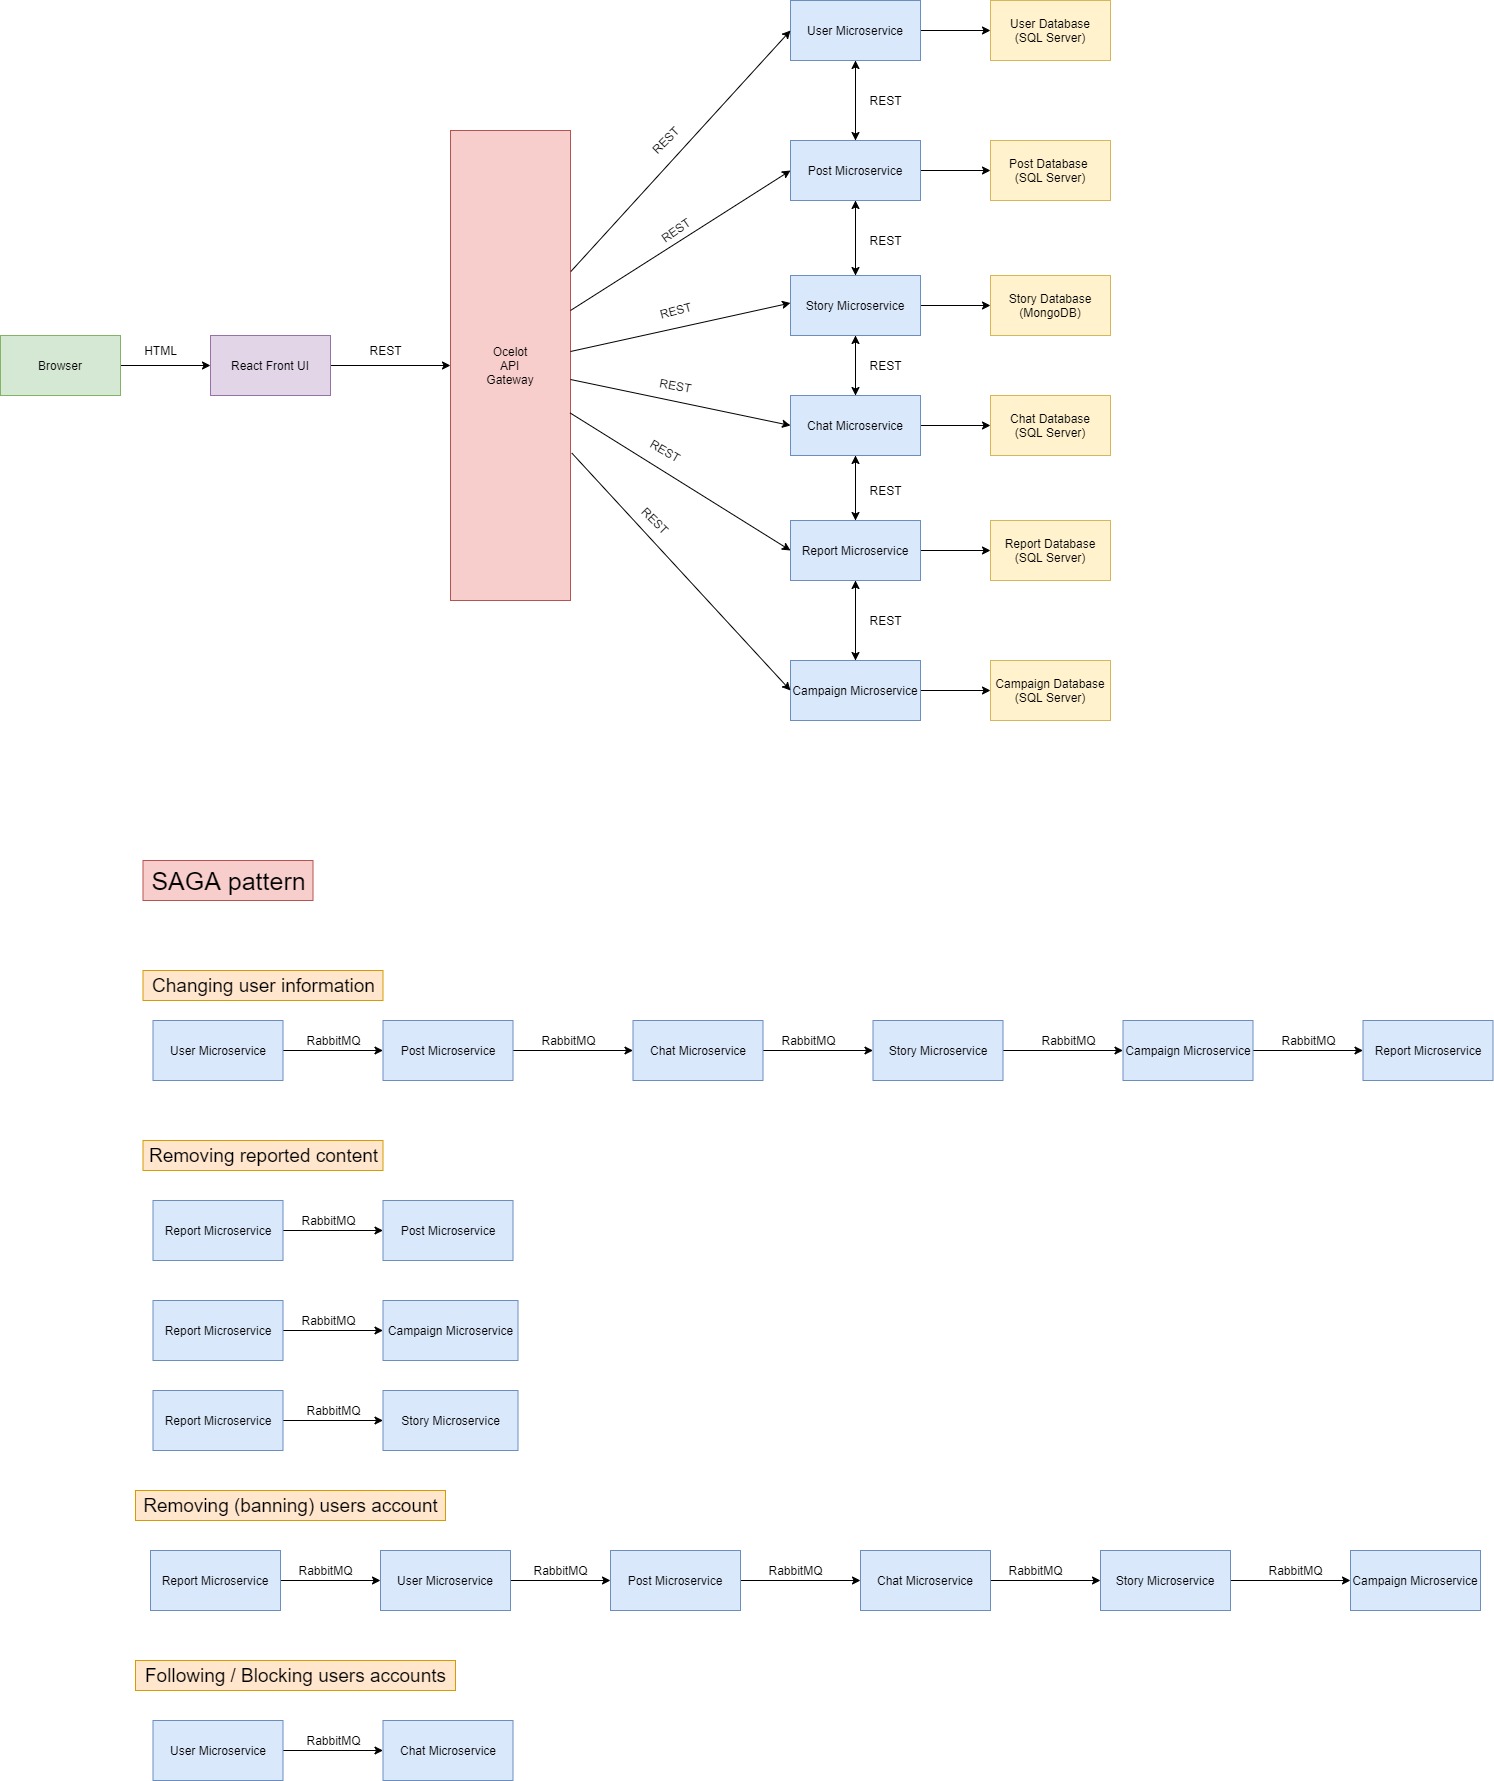 User Microservice
User Database
(SQL Server)
REST
REST
Post Microservice
Post Database
(SQL Server)
REST
REST
Story Microservice
Story Database
(MongoDB)
REST
Browser
HTML
React Front UI
REST
Ocelot
API
Gateway
REST
REST
Chat Microservice
Chat Database
(SQL Server)
REST
REST
Report Microservice
Report Database
(SQL Server)
REST
REST
Campaign Microservice
Campaign Database
(SQL Server)
SAGA pattern
Changing user information
User Microservice
RabbitMQ
Post Microservice
RabbitMQ
Chat Microservice
RabbitMQ
Story Microservice
RabbitMQ
Campaign Microservice
RabbitMQ
Report Microservice
Removing reported content
Report Microservice
RabbitMQ
Post Microservice
Report Microservice
RabbitMQ
Campaign Microservice
Report Microservice
RabbitMQ
Story Microservice
Removing (banning) users account
Report Microservice
RabbitMQ
User Microservice
RabbitMQ
Post Microservice
RabbitMQ
Chat Microservice
RabbitMQ
Story Microservice
RabbitMQ
Campaign Microservice
Following / Blocking users accounts
User Microservice
RabbitMQ
Chat Microservice